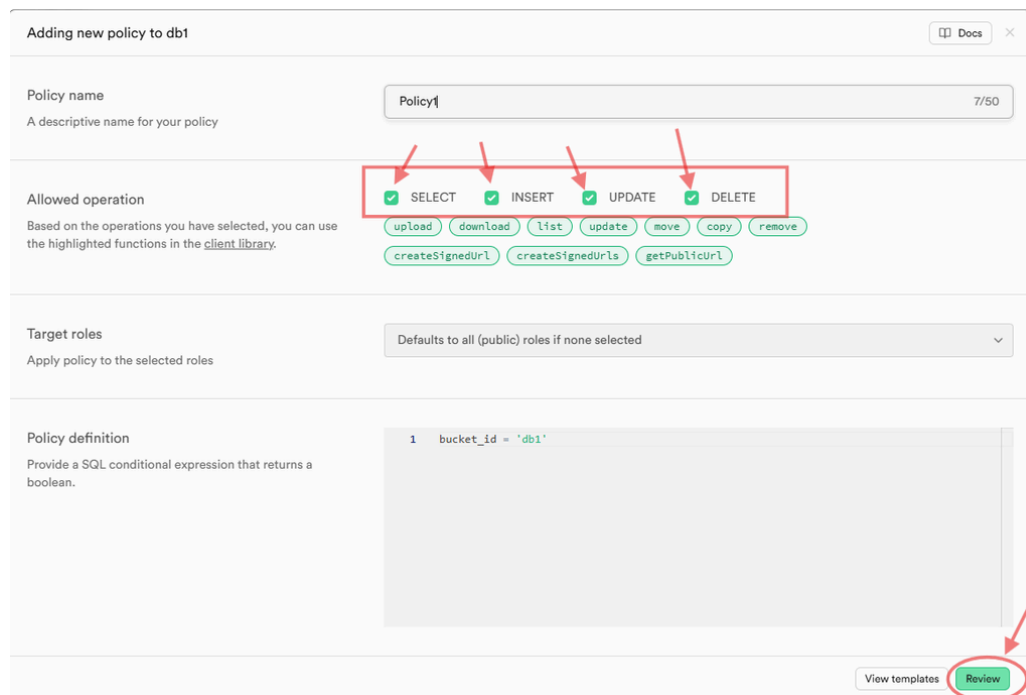 Adding new policy to db1
Docs
Policy name
A descriptive name for your policy
Policy1
7/50
Allowed operation
Based on the operations you have selected, you can use
the highlighted functions in the client library.
SELECT INSERT UPDATE DELETE
upload download list update move copy remove
createSignedUrl createSignedUrls getPublicUrl
Target roles
Apply policy to the selected roles
Defaults to all (public) roles if none selected
Policy definition
Provide a SQL conditional expression that returns a
boolean.
1 bucket_id = 'db1'
View templates Review